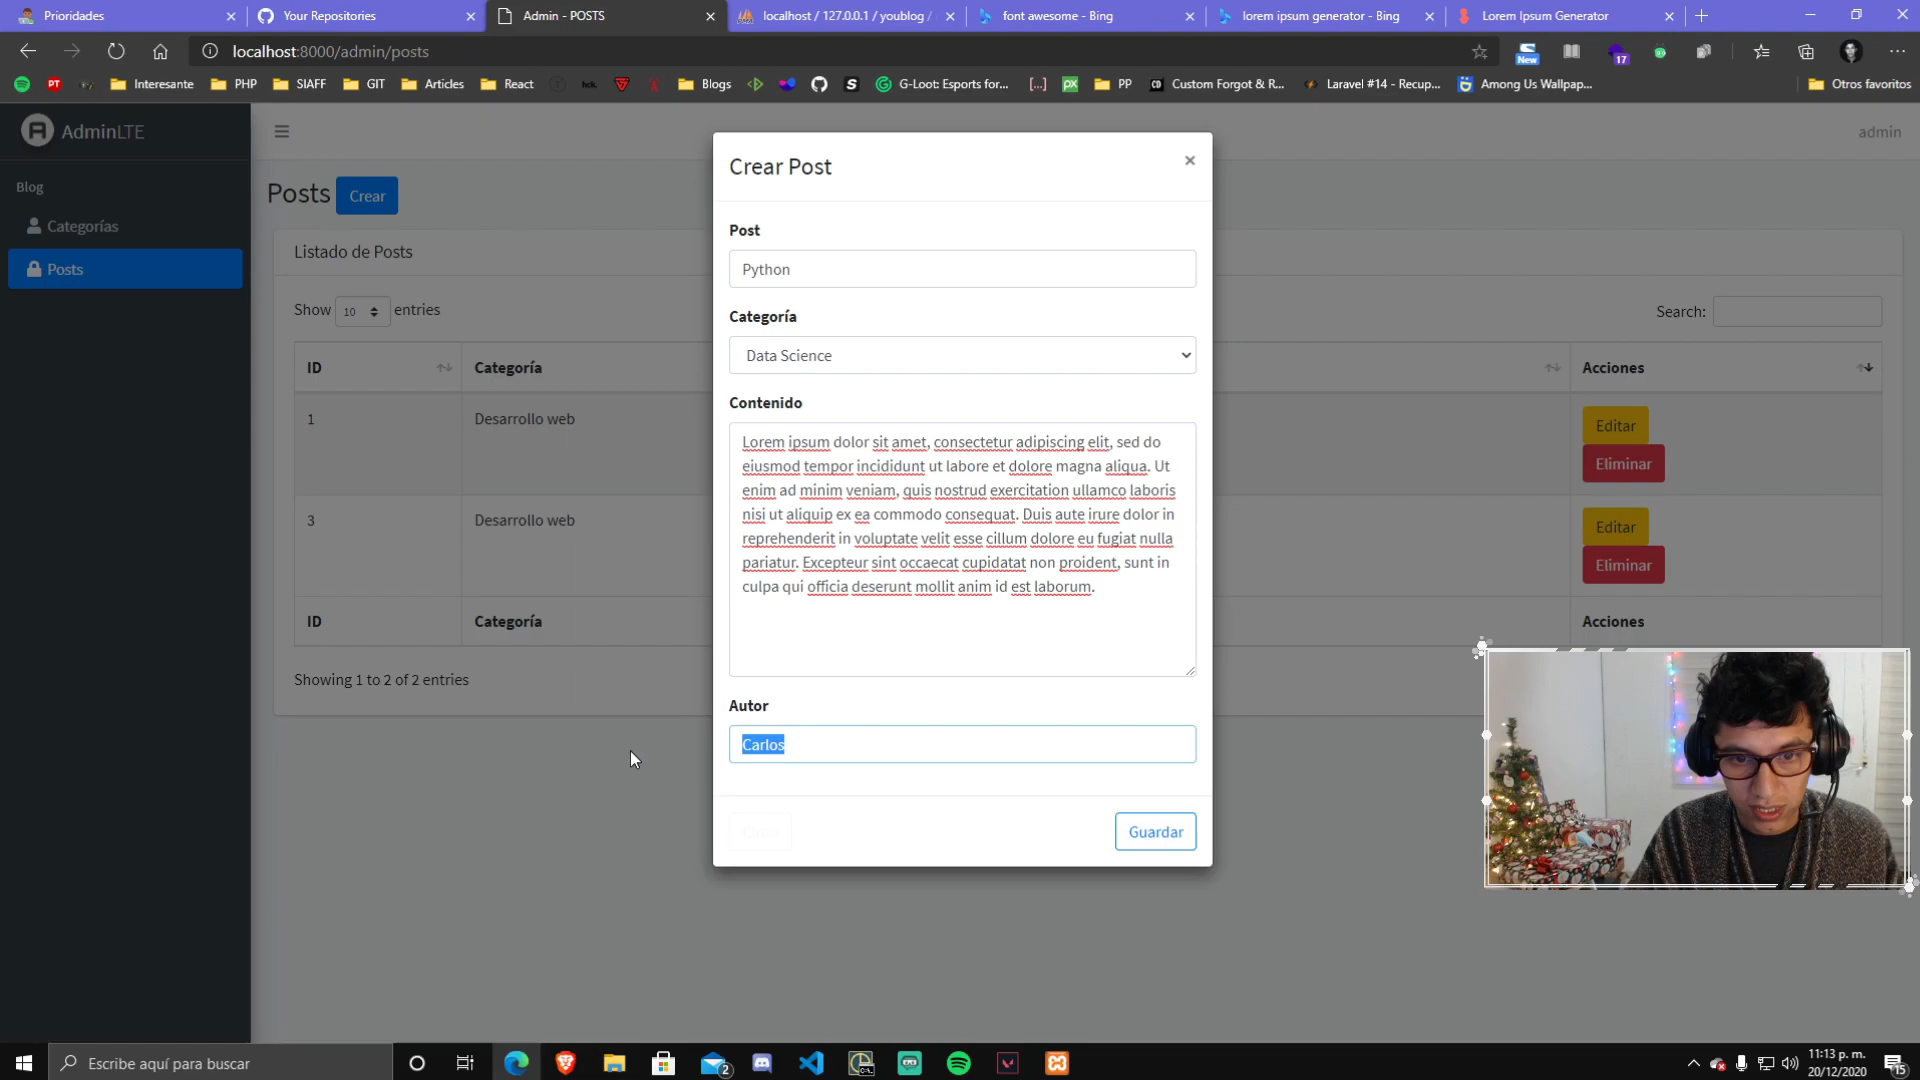 Prioridades
Your Repositories
Admin - POSTS
localhost / 127.0.0.1 / youblog /
font awesome - Bing
lorem ipsum generator - Bing
Lorem Ipsum Generator
localhost:8000/admin/posts
New
17
PT
Interesante
PHP
SIAFF
GIT
Articles
React
Blogs
S
G-Loot: Esports for...
[...]
px
PP
Custom Forgot & R...
Laravel #14 - Recup...
Among Us Wallpap...
Otros favoritos
AdminLTE
admin
Blog
Categorías
Posts
Posts
Crear
Listado de Posts
Show 10 entries
Search:
ID
Categoría
Acciones
1
Desarrollo web
Editar
Eliminar
3
Desarrollo web
Editar
Eliminar
ID
Categoría
Acciones
Showing 1 to 2 of 2 entries
Crear Post
×
Post
Python
Categoría
Data Science
Contenido
Lorem ipsum dolor sit amet, consectetur adipiscing elit, sed do
eiusmod tempor incididunt ut labore et dolore magna aliqua. Ut
enim ad minim veniam, quis nostrud exercitation ullamco laboris
nisi ut aliquip ex ea commodo consequat. Duis aute irure dolor in
reprehenderit in voluptate velit esse cillum dolore eu fugiat nulla
pariatur. Excepteur sint occaecat cupidatat non proident, sunt in
culpa qui officia deserunt mollit anim id est laborum.
Autor
Carlos
Guardar
Escribe aquí para buscar
2
11:13 p. m.
20/12/2020
15